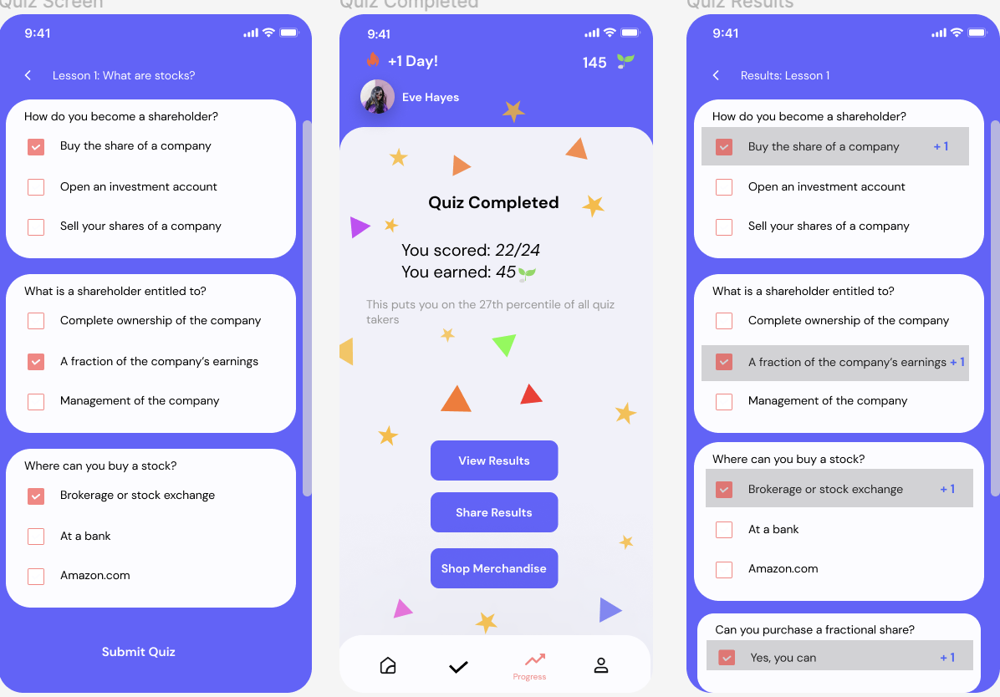 Quiz Screen
9:41
Lesson 1: What are stocks?
How do you become a shareholder?
Buy the share of a company
Open an investment account
Sell your shares of a company
What is a shareholder entitled to?
Complete ownership of the company
A fraction of the company's earnings
Management of the company
Where can you buy a stock?
Brokerage or stock exchange
At a bank
Amazon.com
Submit Quiz
Quiz Completed
9:41
+1 Day!
145
Eve Hayes
Quiz Completed
You scored: 22/24
You earned: 45
This puts you on the 27th percentile of all quiz
takers
View Results
Share Results
Shop Merchandise
Progress
Quiz Results
9:41
Results: Lesson 1
How do you become a shareholder?
Buy the share of a company + 1
Open an investment account
Sell your shares of a company
What is a shareholder entitled to?
Complete ownership of the company
A fraction of the company's earnings + 1
Management of the company
Where can you buy a stock?
Brokerage or stock exchange + 1
At a bank
Amazon.com
Can you purchase a fractional share?
Yes, you can + 1